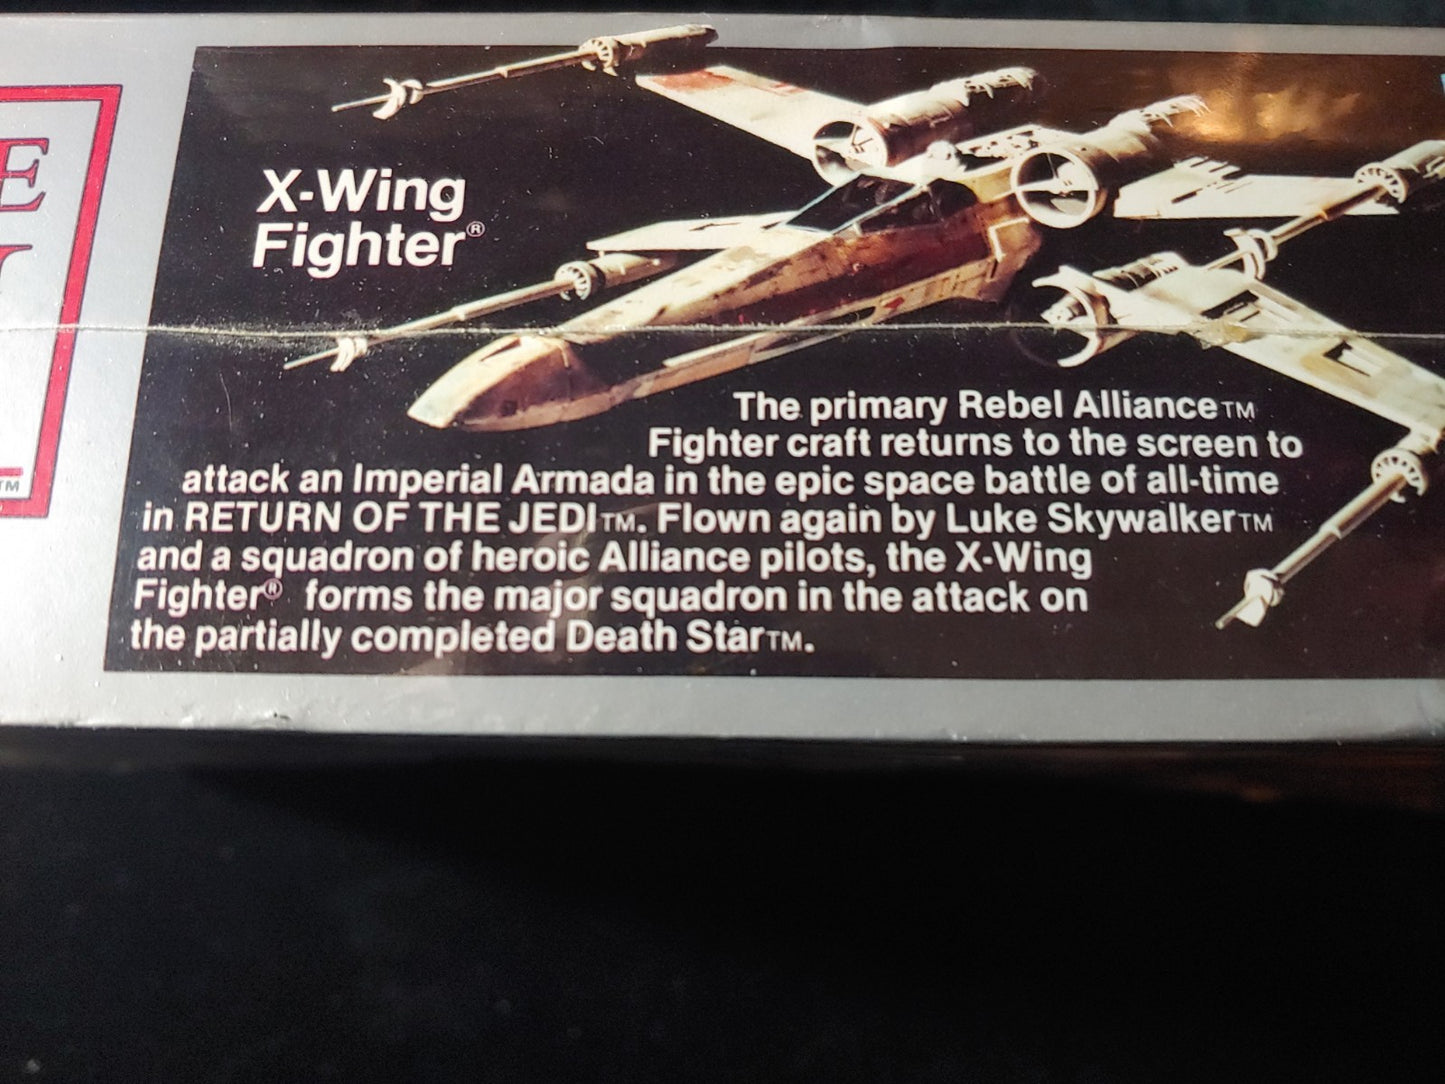 X-Wing
Fighter®
The primary Rebel Alliance™
Fighter craft returns to the screen to
attack an Imperial Armada in the epic space battle of all-time
in RETURN OF THE JEDI™. Flown again by Luke Skywalker™
and a squadron of heroic Alliance pilots, the X-Wing
Fighter® forms the major squadron in the attack on
the partially completed Death Star™.
E
™